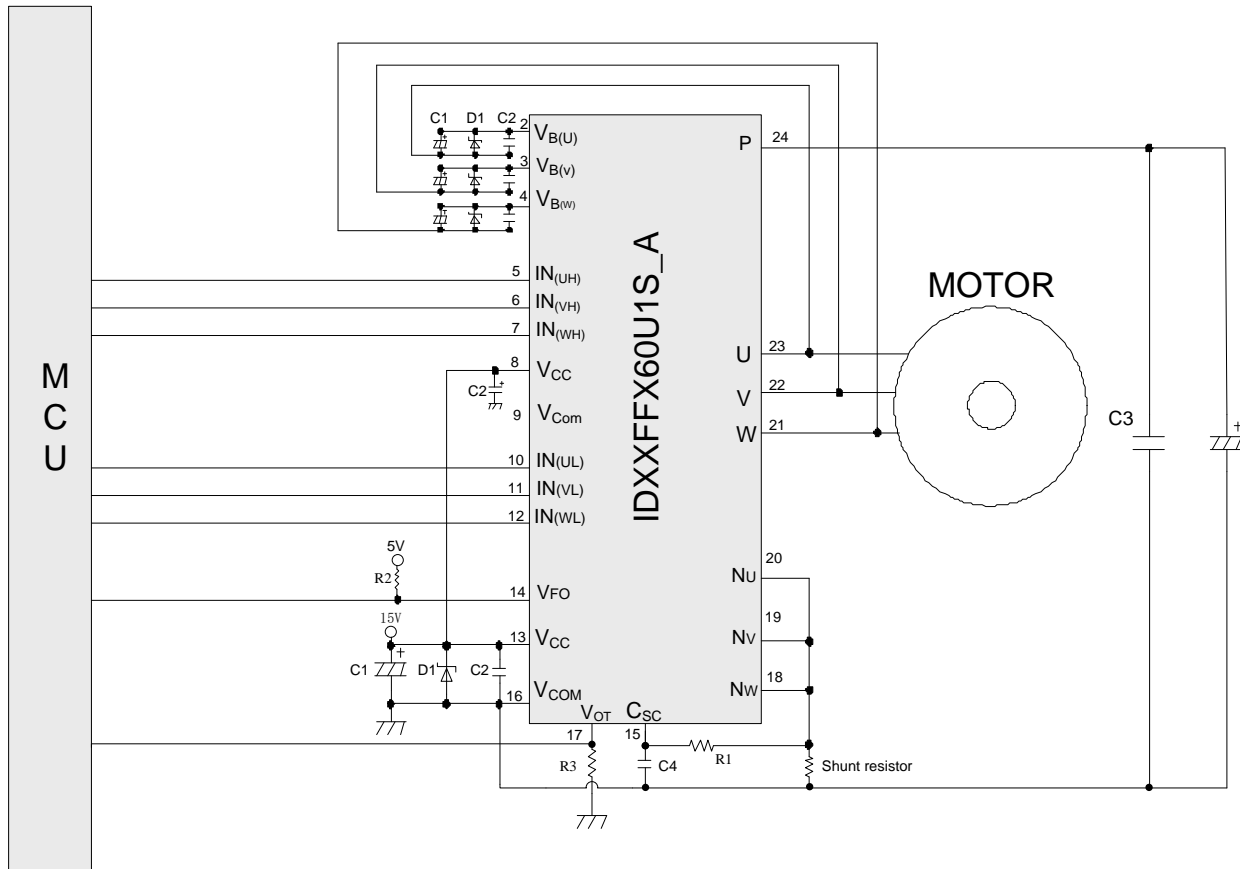 MCU
C1 D1 C2
2 VB(U)
3 VB(v)
4 VB(W)
5 IN(UH)
6 IN(VH)
7 IN(WH)
8 VCC
C2 +
9 VCom
10 IN(UL)
11 IN(VL)
12 IN(WL)
5V
R2
14 VFO
15V
13 VCC
C1 + D1 C2
16 VCOM
VOT CSC
17 15
R3 C4 R1
Shunt resistor
IDXXFFX60U1S_A
P 24
MOTOR
U 23
V 22
W 21
C3 +
NU 20
NV 19
NW 18